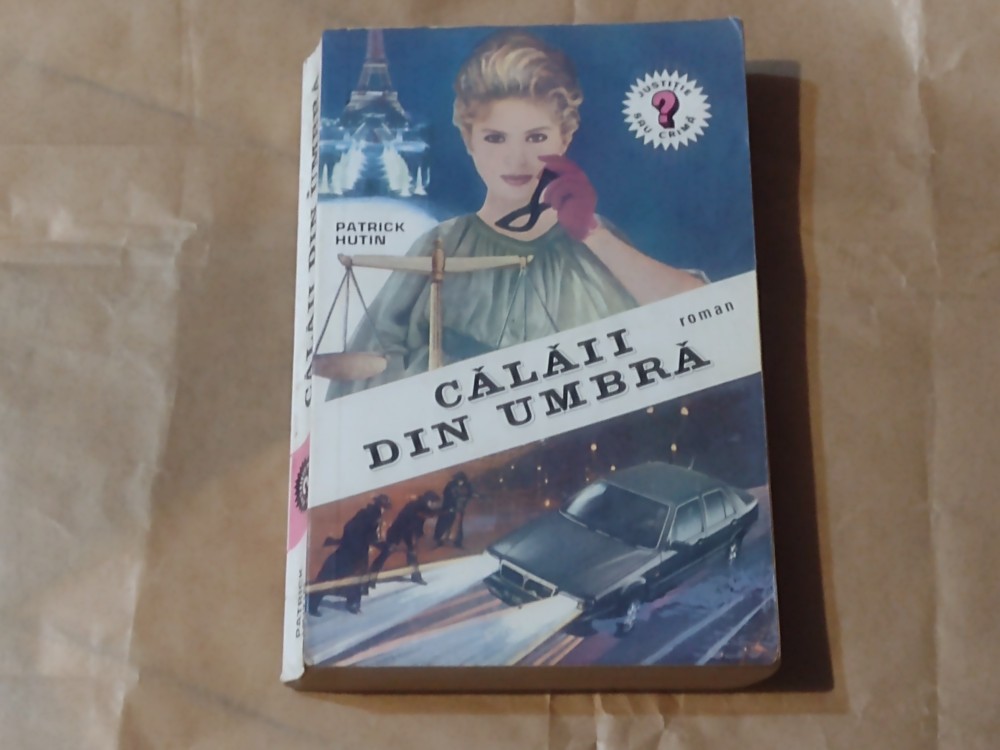 JUSTIȚIE
SAU CRIMĂ
?
PATRICK
HUTIN
roman
CĂLĂII
DIN UMBRĂ
CĂLĂII DIN UMBRĂ
PATRICK